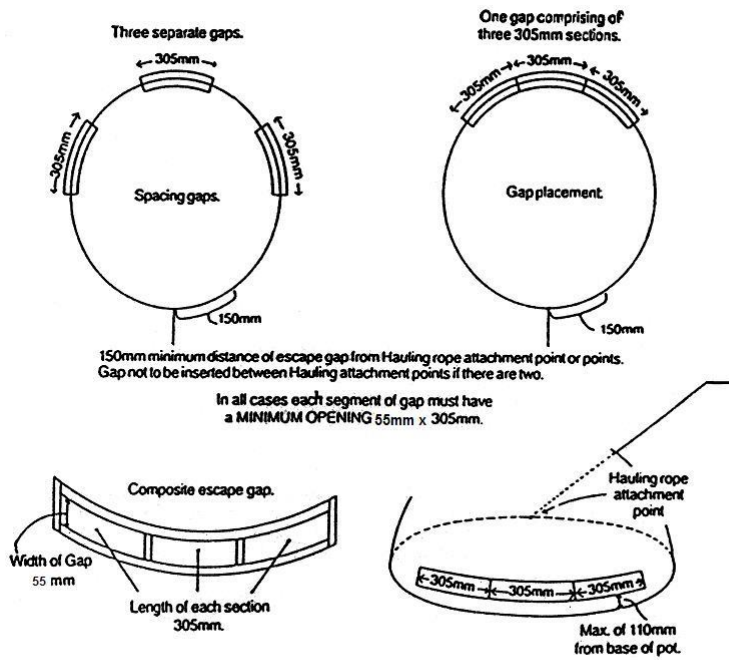 Three separate gaps.
305mm
305mm
305mm
Spacing gaps.
150mm
One gap comprising of
three 305mm sections.
305mm
305mm
305mm
Gap placement.
150mm
150mm minimum distance of escape gap from Hauling rope attachment point or points.
Gap not to be inserted between Hauling attachment points if there are two.
In all cases each segment of gap must have
a MINIMUM OPENING 55mm x 305mm.
Composite escape gap.
Width of Gap
55 mm
Length of each section
305mm.
Hauling rope
attachment
point
305mm
305mm
305mm
Max. of 110mm
from base of pot.